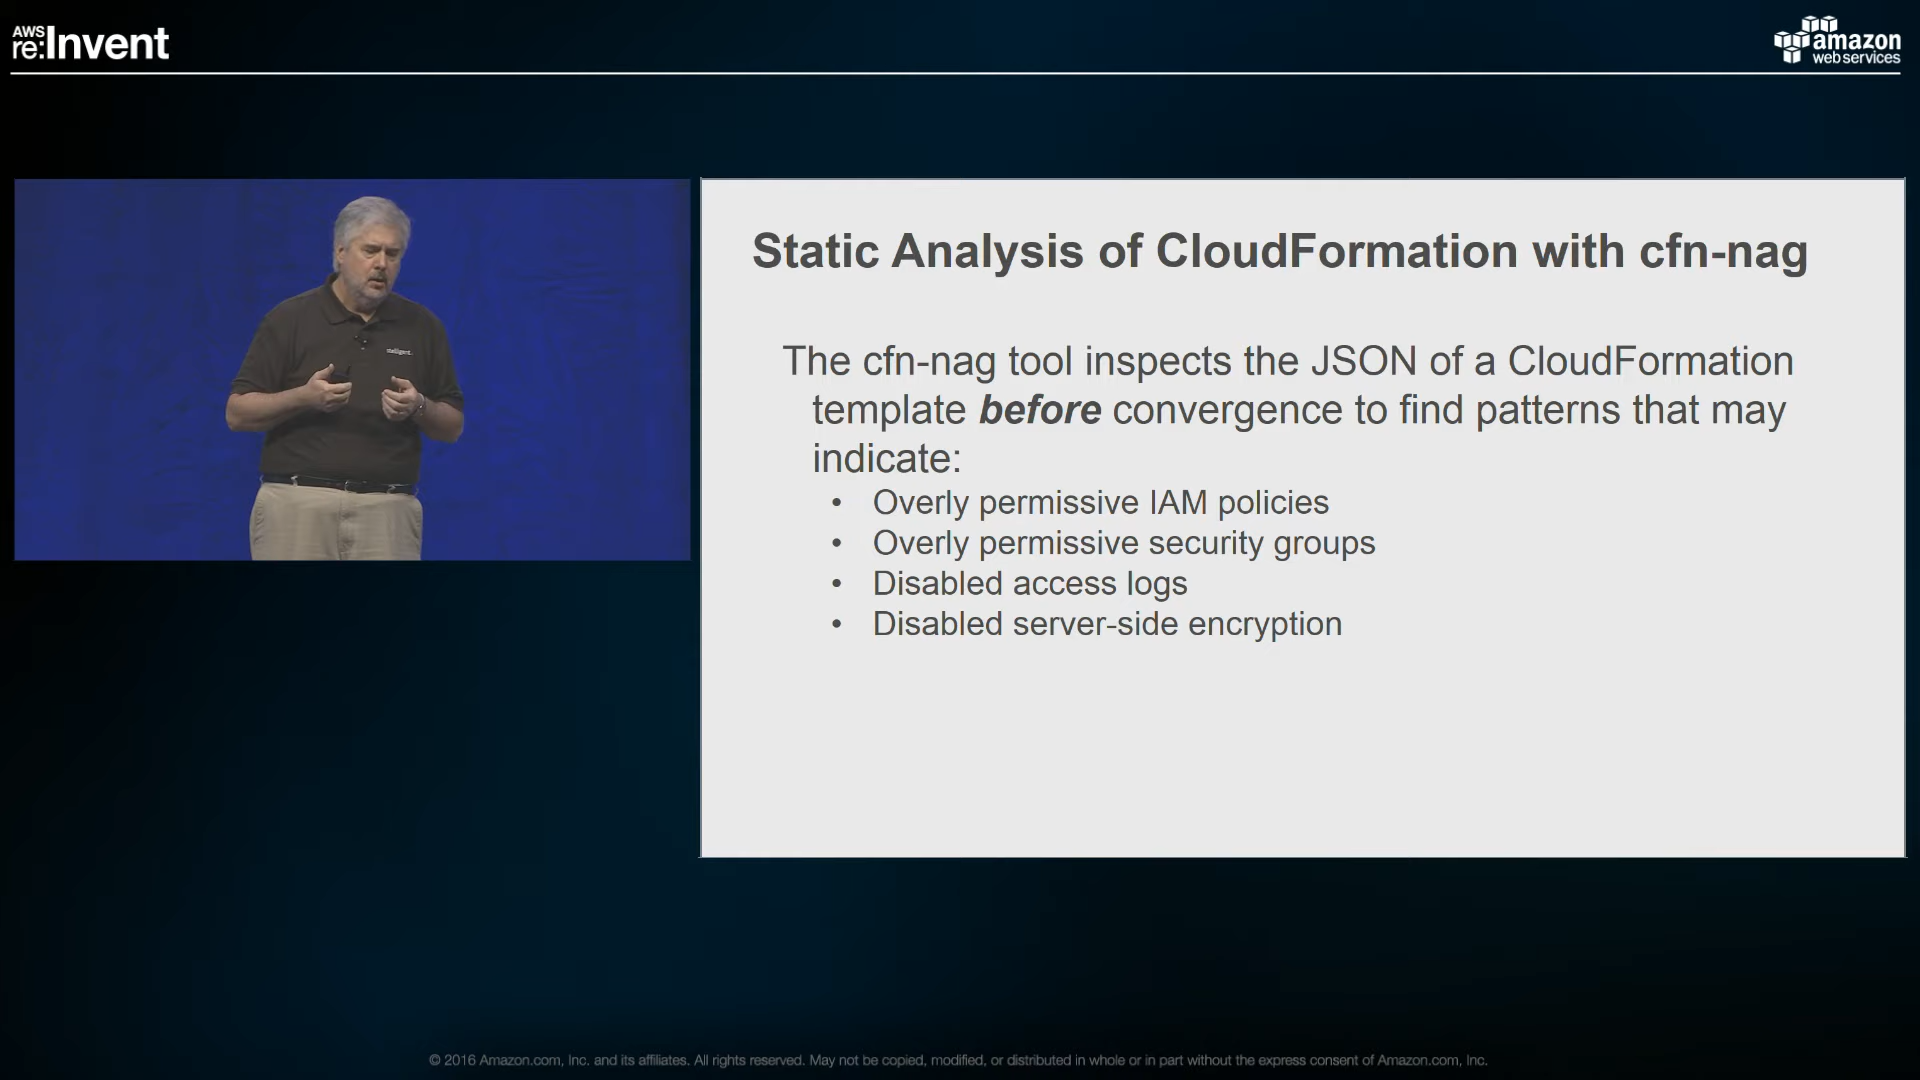 AWS
re:Invent
amazon
web services
Static Analysis of CloudFormation with cfn-nag
The cfn-nag tool inspects the JSON of a CloudFormation
template before convergence to find patterns that may
indicate:
• Overly permissive IAM policies
• Overly permissive security groups
• Disabled access logs
• Disabled server-side encryption
stelligent
© 2016 Amazon.com, Inc. and its affiliates. All rights reserved. May not be copied, modified, or distributed in whole or in part without the express consent of Amazon.com, Inc.